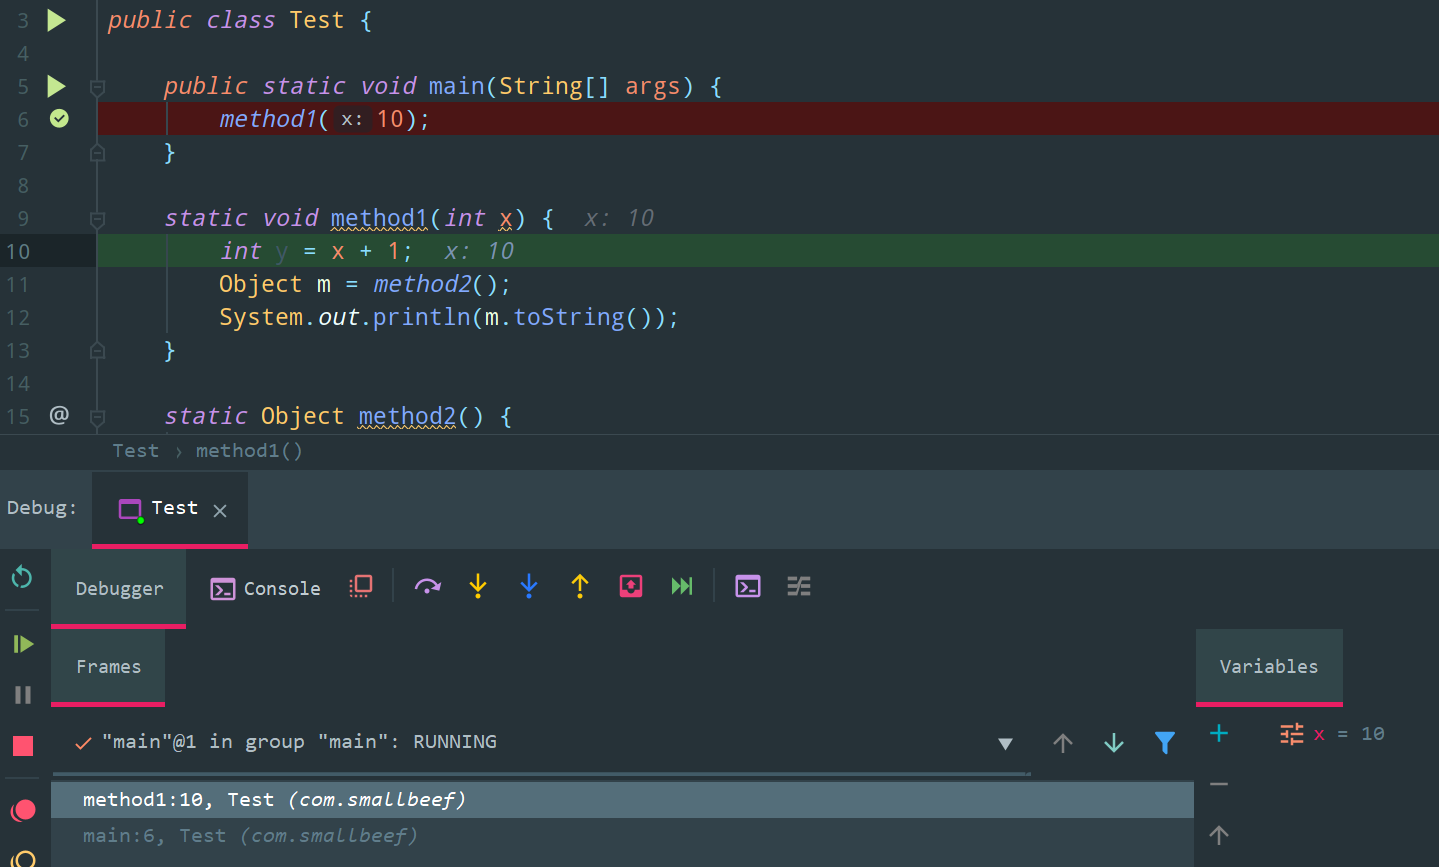 3 public class Test {
4
5 public static void main(String[] args) {
6 method1( x: 10);
7 }
8
9 static void method1(int x) { x: 10
10 int y = x + 1; x: 10
11 Object m = method2();
12 System.out.println(m.toString());
13 }
14
15 @ static Object method2() {
Test › method1()
Debug: Test ×
Debugger Console
Frames Variables
"main"@1 in group "main": RUNNING
x = 10
method1:10, Test (com.smallbeef)
main:6, Test (com.smallbeef)